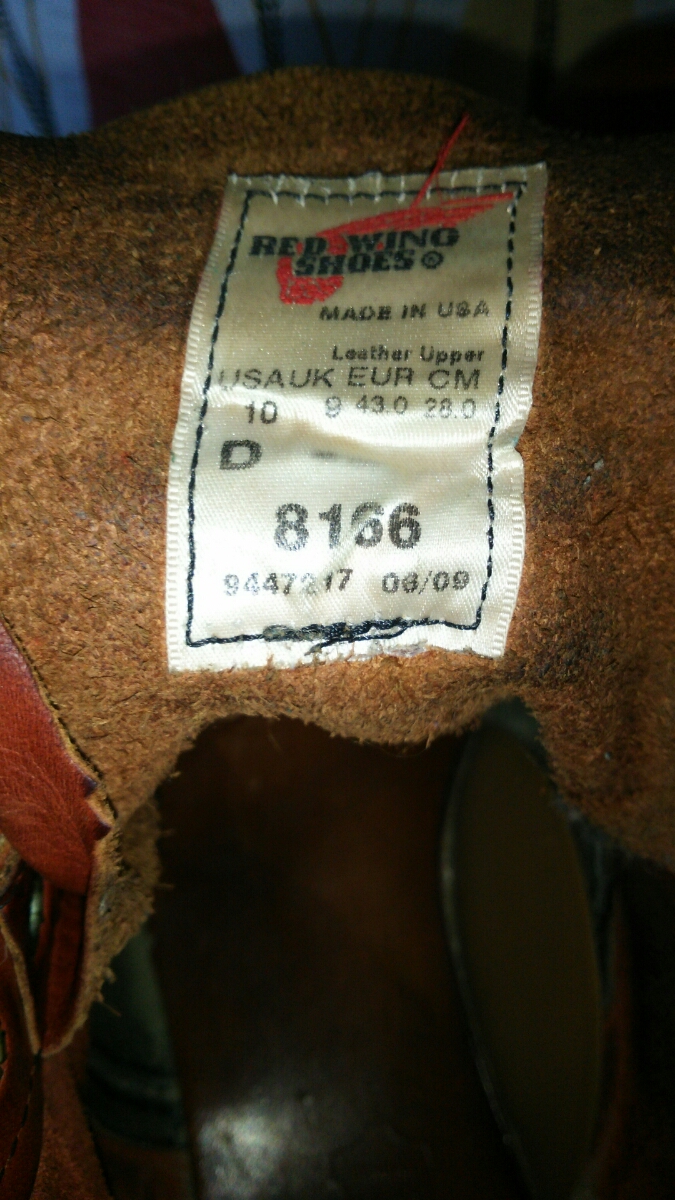 RED WING
SHOES®
MADE IN USA
Leather Upper
USA UK EUR CM
10 9 43.0 28.0
D
8166
9447217 06/09